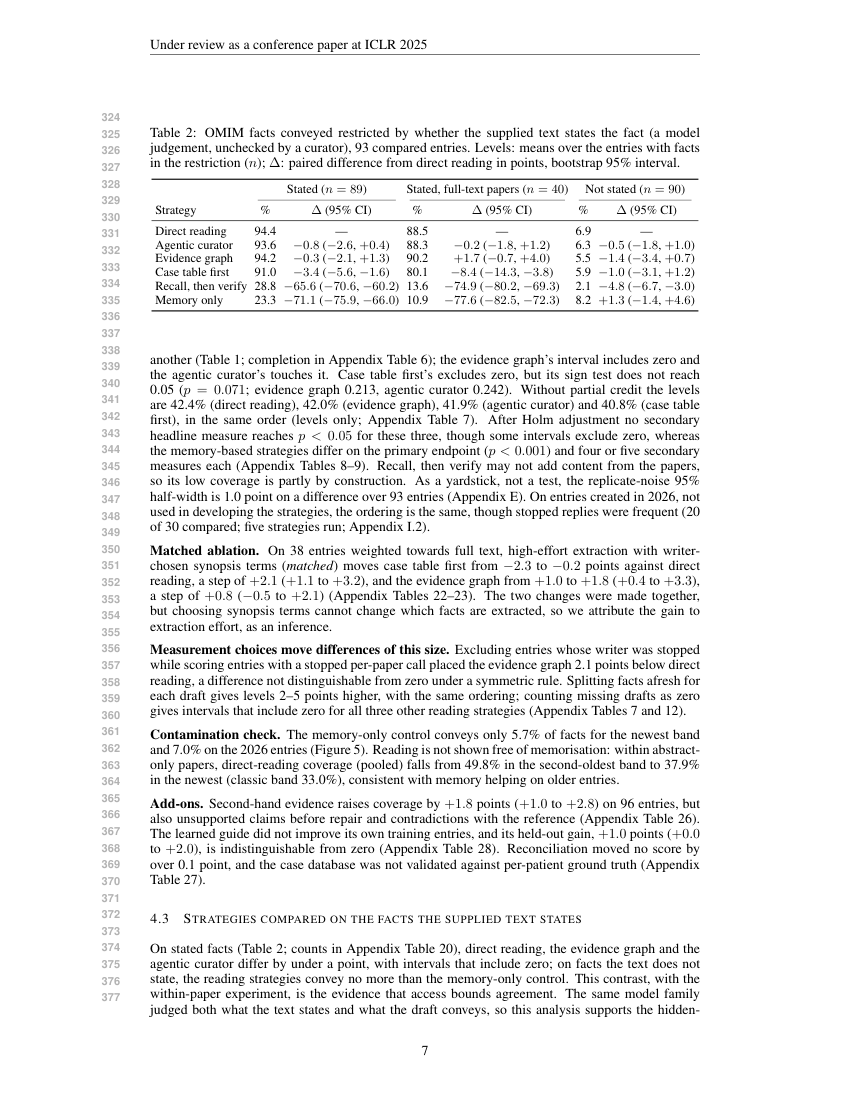 Under review as a conference paper at ICLR 2025
324
325
326
327
328
329
330
331
332
333
334
335
336
337
338
339
340
341
342
343
344
345
346
347
348
349
350
351
352
353
354
355
356
357
358
359
360
361
362
363
364
365
366
367
368
369
370
371
372
373
374
375
376
377
Table 2: OMIM facts conveyed restricted by whether the supplied text states the fact (a model
judgement, unchecked by a curator), 93 compared entries. Levels: means over the entries with facts
in the restriction (n); Δ: paired difference from direct reading in points, bootstrap 95% interval.
Stated (n = 89) Stated, full-text papers (n = 40) Not stated (n = 90)
Strategy % Δ (95% CI) % Δ (95% CI) % Δ (95% CI)
Direct reading 94.4 — 88.5 — 6.9 —
Agentic curator 93.6 −0.8 (−2.6, +0.4) 88.3 −0.2 (−1.8, +1.2) 6.3 −0.5 (−1.8, +1.0)
Evidence graph 94.2 −0.3 (−2.1, +1.3) 90.2 +1.7 (−0.7, +4.0) 5.5 −1.4 (−3.4, +0.7)
Case table first 91.0 −3.4 (−5.6, −1.6) 80.1 −8.4 (−14.3, −3.8) 5.9 −1.0 (−3.1, +1.2)
Recall, then verify 28.8 −65.6 (−70.6, −60.2) 13.6 −74.9 (−80.2, −69.3) 2.1 −4.8 (−6.7, −3.0)
Memory only 23.3 −71.1 (−75.9, −66.0) 10.9 −77.6 (−82.5, −72.3) 8.2 +1.3 (−1.4, +4.6)
another (Table 1; completion in Appendix Table 6); the evidence graph's interval includes zero and
the agentic curator's touches it. Case table first's excludes zero, but its sign test does not reach
0.05 (p = 0.071; evidence graph 0.213, agentic curator 0.242). Without partial credit the levels
are 42.4% (direct reading), 42.0% (evidence graph), 41.9% (agentic curator) and 40.8% (case table
first), in the same order (levels only; Appendix Table 7). After Holm adjustment no secondary
headline measure reaches p < 0.05 for these three, though some intervals exclude zero, whereas
the memory-based strategies differ on the primary endpoint (p < 0.001) and four or five secondary
measures each (Appendix Tables 8–9). Recall, then verify may not add content from the papers,
so its low coverage is partly by construction. As a yardstick, not a test, the replicate-noise 95%
half-width is 1.0 point on a difference over 93 entries (Appendix E). On entries created in 2026, not
used in developing the strategies, the ordering is the same, though stopped replies were frequent (20
of 30 compared; five strategies run; Appendix I.2).
Matched ablation. On 38 entries weighted towards full text, high-effort extraction with writer-
chosen synopsis terms (matched) moves case table first from −2.3 to −0.2 points against direct
reading, a step of +2.1 (+1.1 to +3.2), and the evidence graph from +1.0 to +1.8 (+0.4 to +3.3),
a step of +0.8 (−0.5 to +2.1) (Appendix Tables 22–23). The two changes were made together,
but choosing synopsis terms cannot change which facts are extracted, so we attribute the gain to
extraction effort, as an inference.
Measurement choices move differences of this size. Excluding entries whose writer was stopped
while scoring entries with a stopped per-paper call placed the evidence graph 2.1 points below direct
reading, a difference not distinguishable from zero under a symmetric rule. Splitting facts afresh for
each draft gives levels 2–5 points higher, with the same ordering; counting missing drafts as zero
gives intervals that include zero for all three other reading strategies (Appendix Tables 7 and 12).
Contamination check. The memory-only control conveys only 5.7% of facts for the newest band
and 7.0% on the 2026 entries (Figure 5). Reading is not shown free of memorisation: within abstract-
only papers, direct-reading coverage (pooled) falls from 49.8% in the second-oldest band to 37.9%
in the newest (classic band 33.0%), consistent with memory helping on older entries.
Add-ons. Second-hand evidence raises coverage by +1.8 points (+1.0 to +2.8) on 96 entries, but
also unsupported claims before repair and contradictions with the reference (Appendix Table 26).
The learned guide did not improve its own training entries, and its held-out gain, +1.0 points (+0.0
to +2.0), is indistinguishable from zero (Appendix Table 28). Reconciliation moved no score by
over 0.1 point, and the case database was not validated against per-patient ground truth (Appendix
Table 27).
4.3 STRATEGIES COMPARED ON THE FACTS THE SUPPLIED TEXT STATES
On stated facts (Table 2; counts in Appendix Table 20), direct reading, the evidence graph and the
agentic curator differ by under a point, with intervals that include zero; on facts the text does not
state, the reading strategies convey no more than the memory-only control. This contrast, with the
within-paper experiment, is the evidence that access bounds agreement. The same model family
judged both what the text states and what the draft conveys, so this analysis supports the hidden-
7